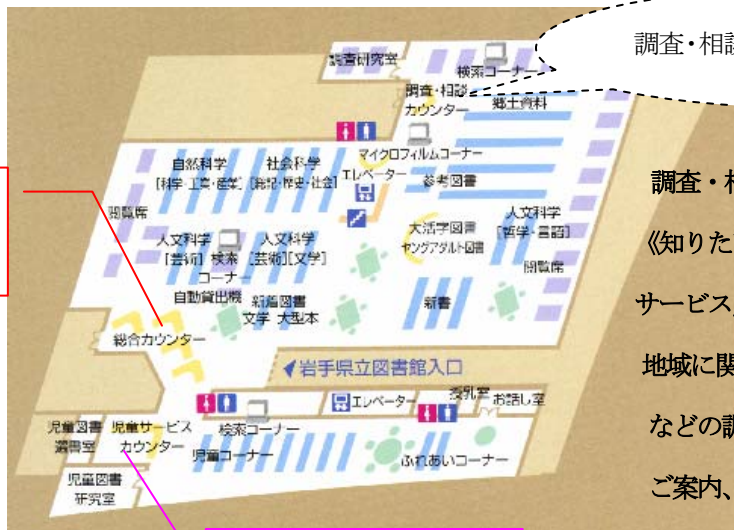 調査・相談
調査研究室
検索コーナー
調査・相談
カウンター
郷土資料
マイクロフィルムコーナー
エレベーター
参考図書
自然科学
[科学・工業・産業]
社会科学
[総記・歴史・社会]
閲覧席
大活字図書
ヤングアダルト図書
人文科学
[哲学・言語]
閲覧席
人文科学
[芸術]
検索
コーナー
人文科学
[芸術][文学]
自動貸出機
新着図書
文学 大型本
新書
総合カウンター
岩手県立図書館入口
エレベーター
授乳室
お話し室
児童図書
選書室
児童サービス
カウンター
検索コーナー
児童コーナー
ふれあいコーナー
児童図書
研究室
調査・相
《知りた
サービス
地域に関
などの調
ご案内、